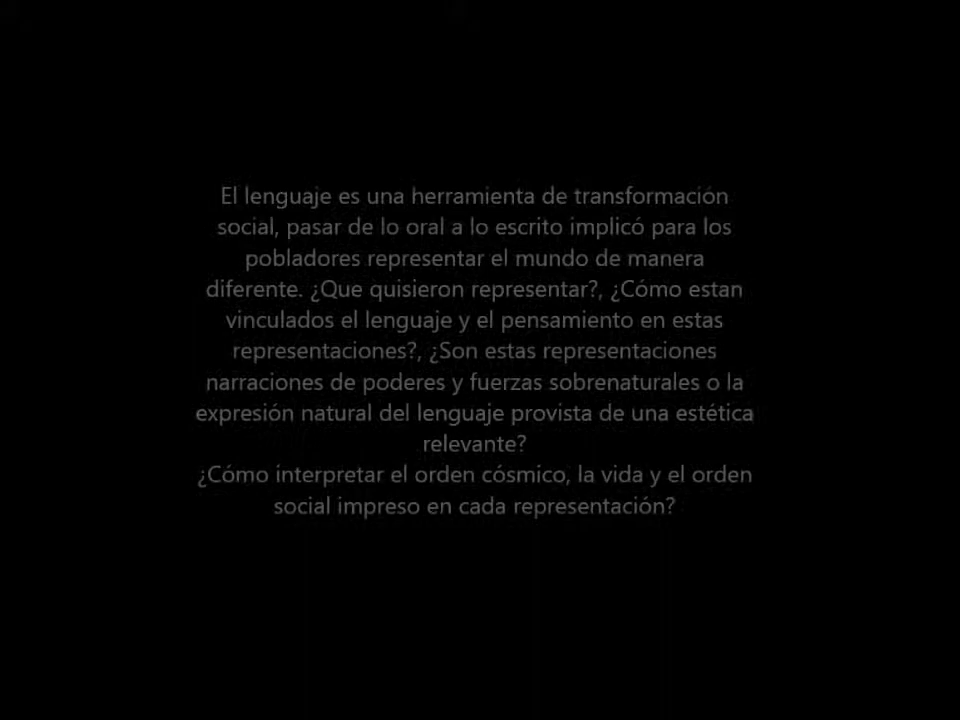 El lenguaje es una herramienta de transformación
social, pasar de lo oral a lo escrito implicó para los
pobladores representar el mundo de manera
diferente. ¿Que quisieron representar?, ¿Cómo estan
vinculados el lenguaje y el pensamiento en estas
representaciones?, ¿Son estas representaciones
narraciones de poderes y fuerzas sobrenaturales o la
expresión natural del lenguaje provista de una estética
relevante?
¿Cómo interpretar el orden cósmico, la vida y el orden
social impreso en cada representación?